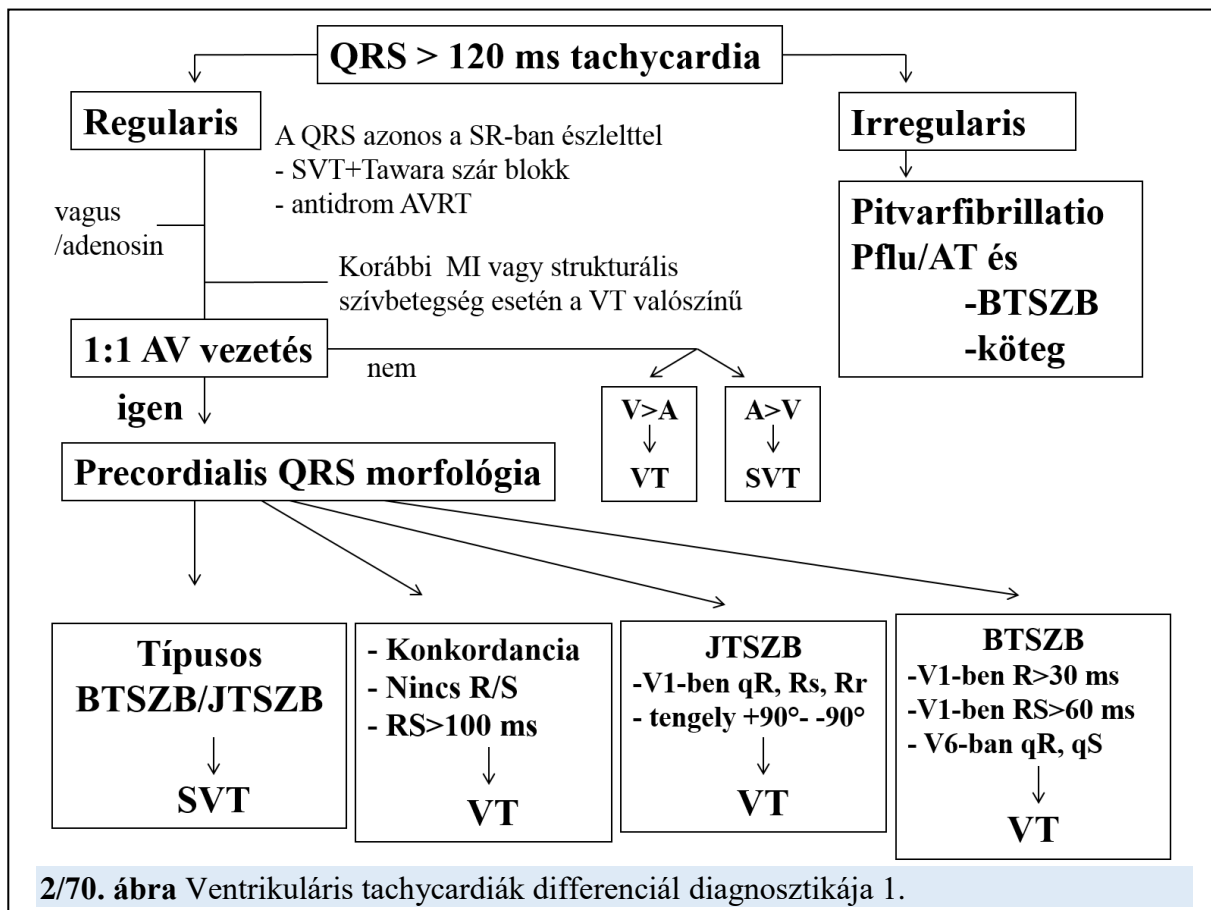 QRS > 120 ms tachycardia
Regularis
A QRS azonos a SR-ban észlelttel
- SVT+Tawara szár blokk
- antidrom AVRT
Irregularis
vagus
/adenosin
Pitvarfibrillatio
Pflu/AT és
-BTSZB
-köteg
Korábbi MI vagy strukturális
szívbetegség esetén a VT valószínű
1:1 AV vezetés
nem
igen
V>A
VT
A>V
SVT
Precordialis QRS morfológia
Típusos
BTSZB/JTSZB
SVT
- Konkordancia
- Nincs R/S
- RS>100 ms
VT
JTSZB
-V1-ben qR, Rs, Rr
- tengely +90°- -90°
VT
BTSZB
-V1-ben R>30 ms
-V1-ben RS>60 ms
- V6-ban qR, qS
VT
2/70. ábra Ventrikuláris tachycardiák differenciál diagnosztikája 1.